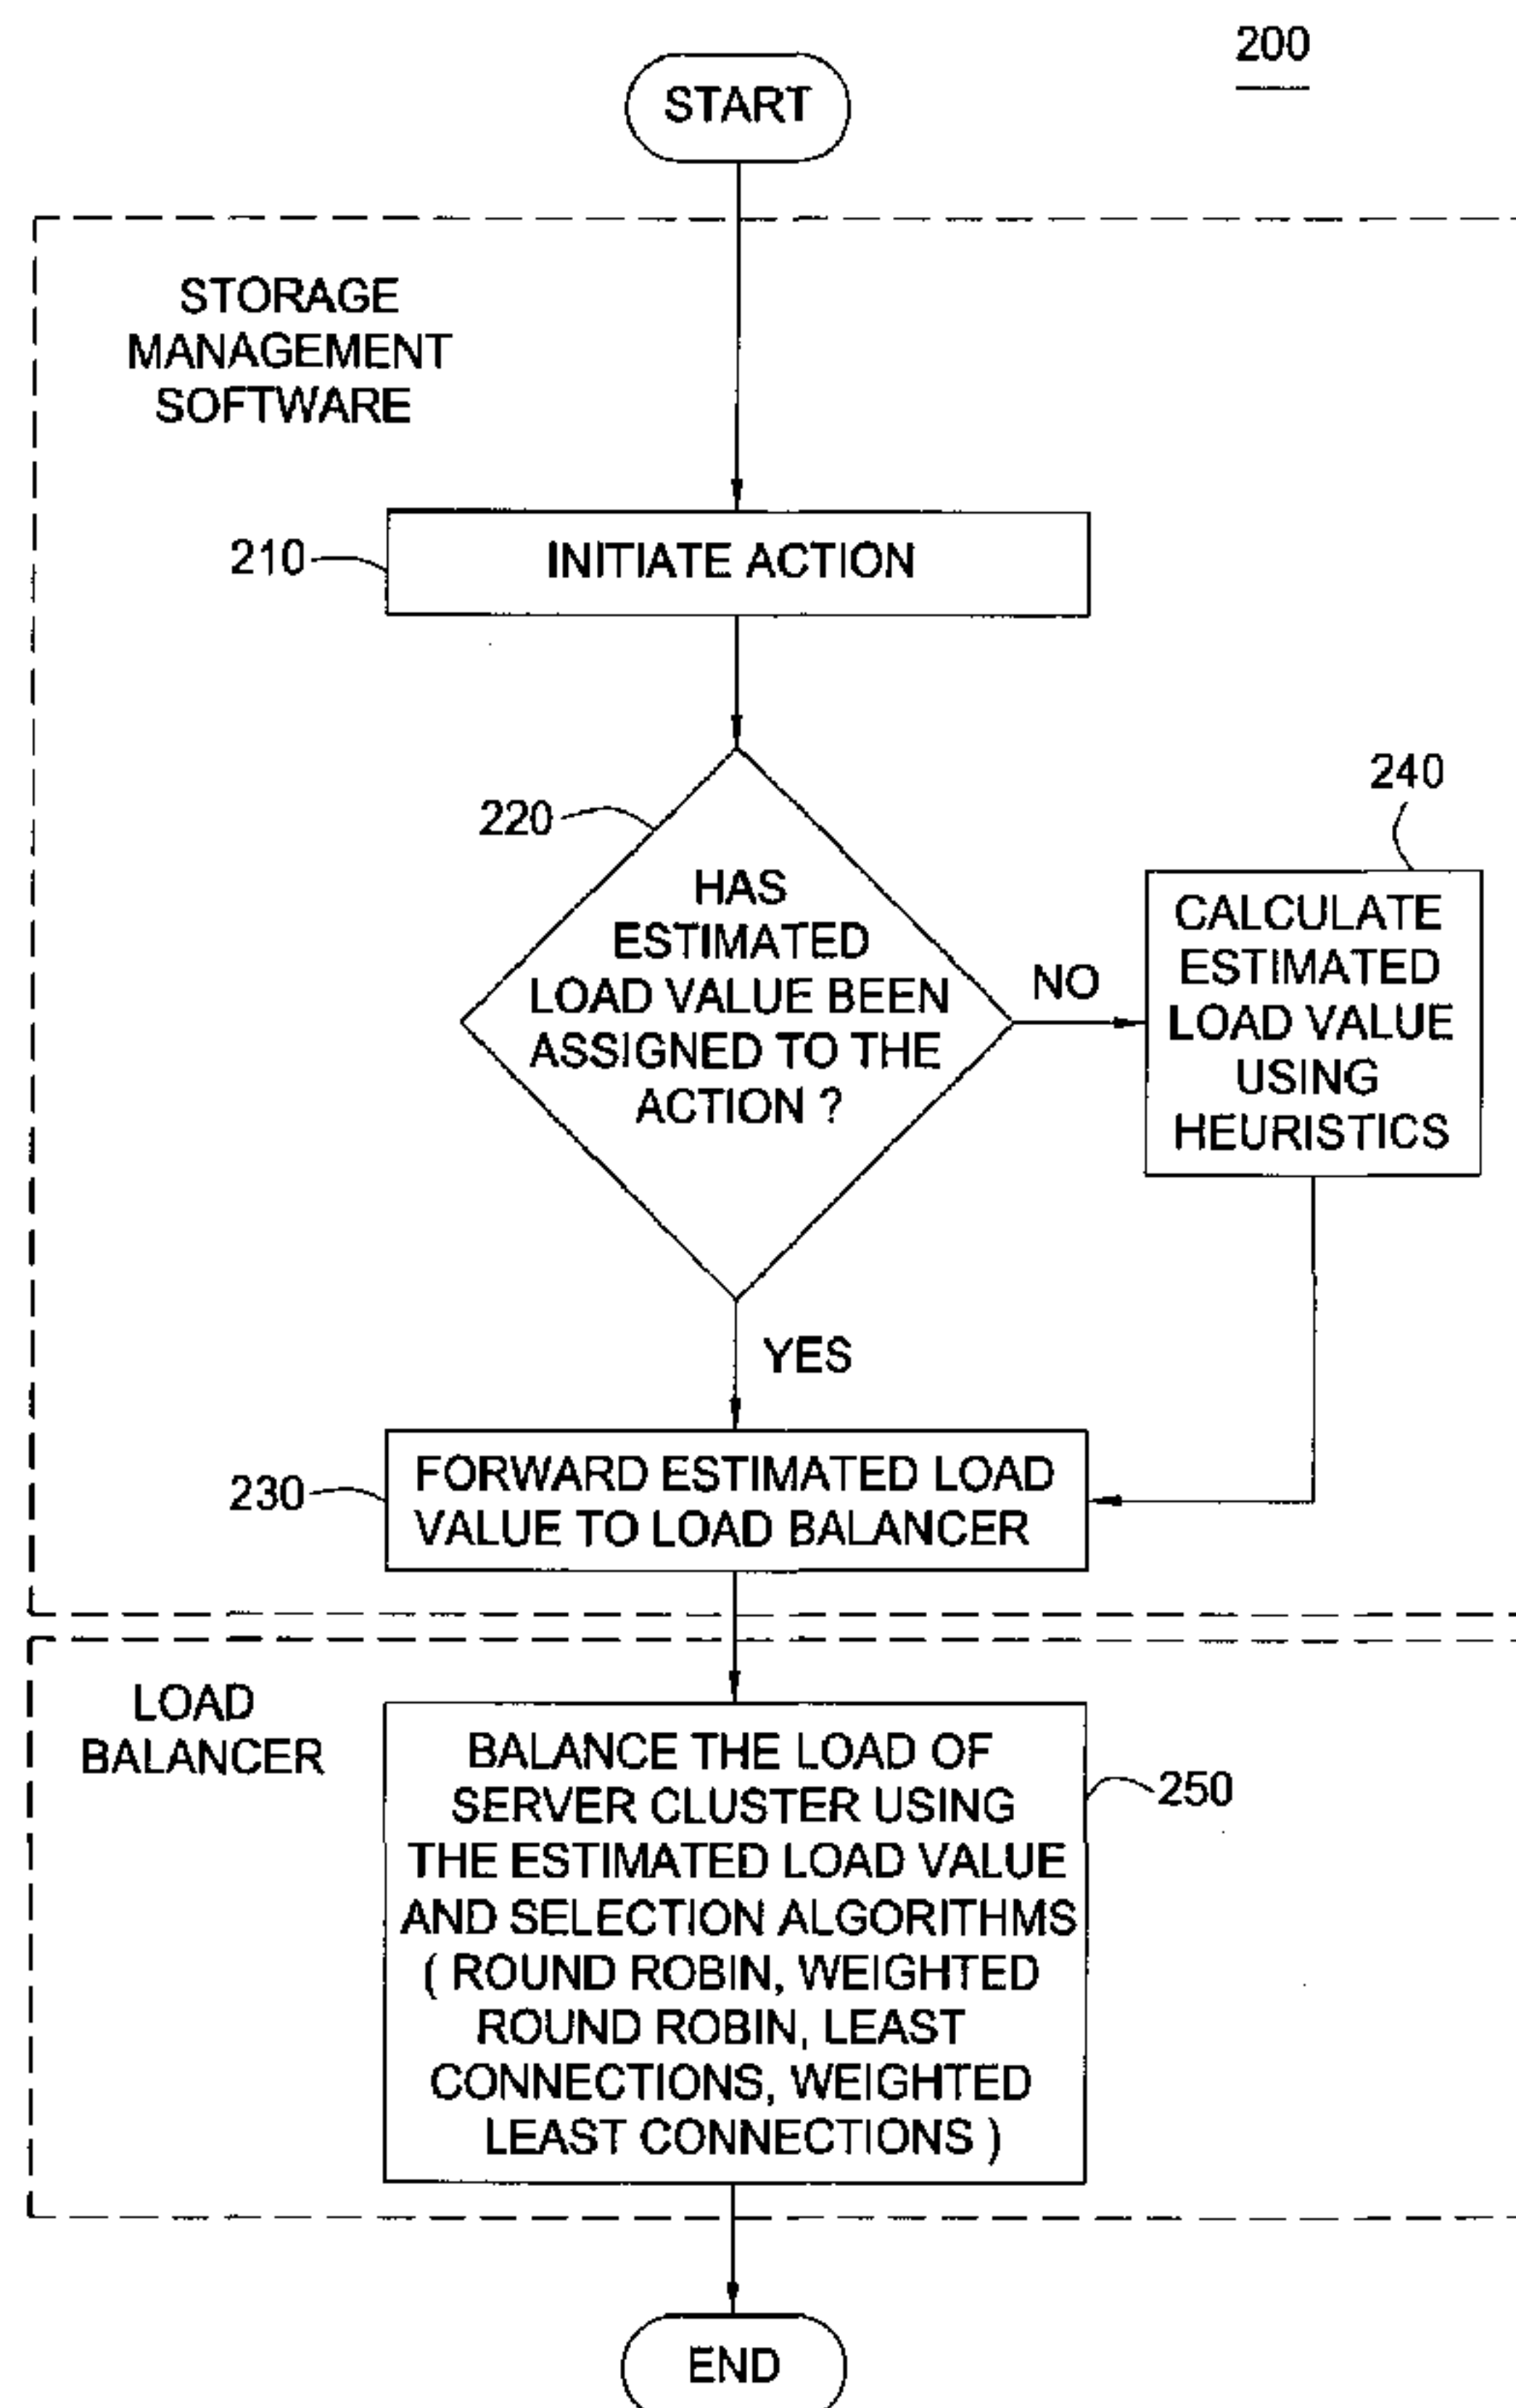 200
START
STORAGE
MANAGEMENT
SOFTWARE
210
INITIATE ACTION
220
HAS
ESTIMATED
LOAD VALUE BEEN
ASSIGNED TO THE
ACTION ?
NO
240
CALCULATE
ESTIMATED
LOAD VALUE
USING
HEURISTICS
YES
230
FORWARD ESTIMATED LOAD
VALUE TO LOAD BALANCER
LOAD
BALANCER
BALANCE THE LOAD OF
SERVER CLUSTER USING
THE ESTIMATED LOAD VALUE
AND SELECTION ALGORITHMS
( ROUND ROBIN, WEIGHTED
ROUND ROBIN, LEAST
CONNECTIONS, WEIGHTED
LEAST CONNECTIONS )
250
END